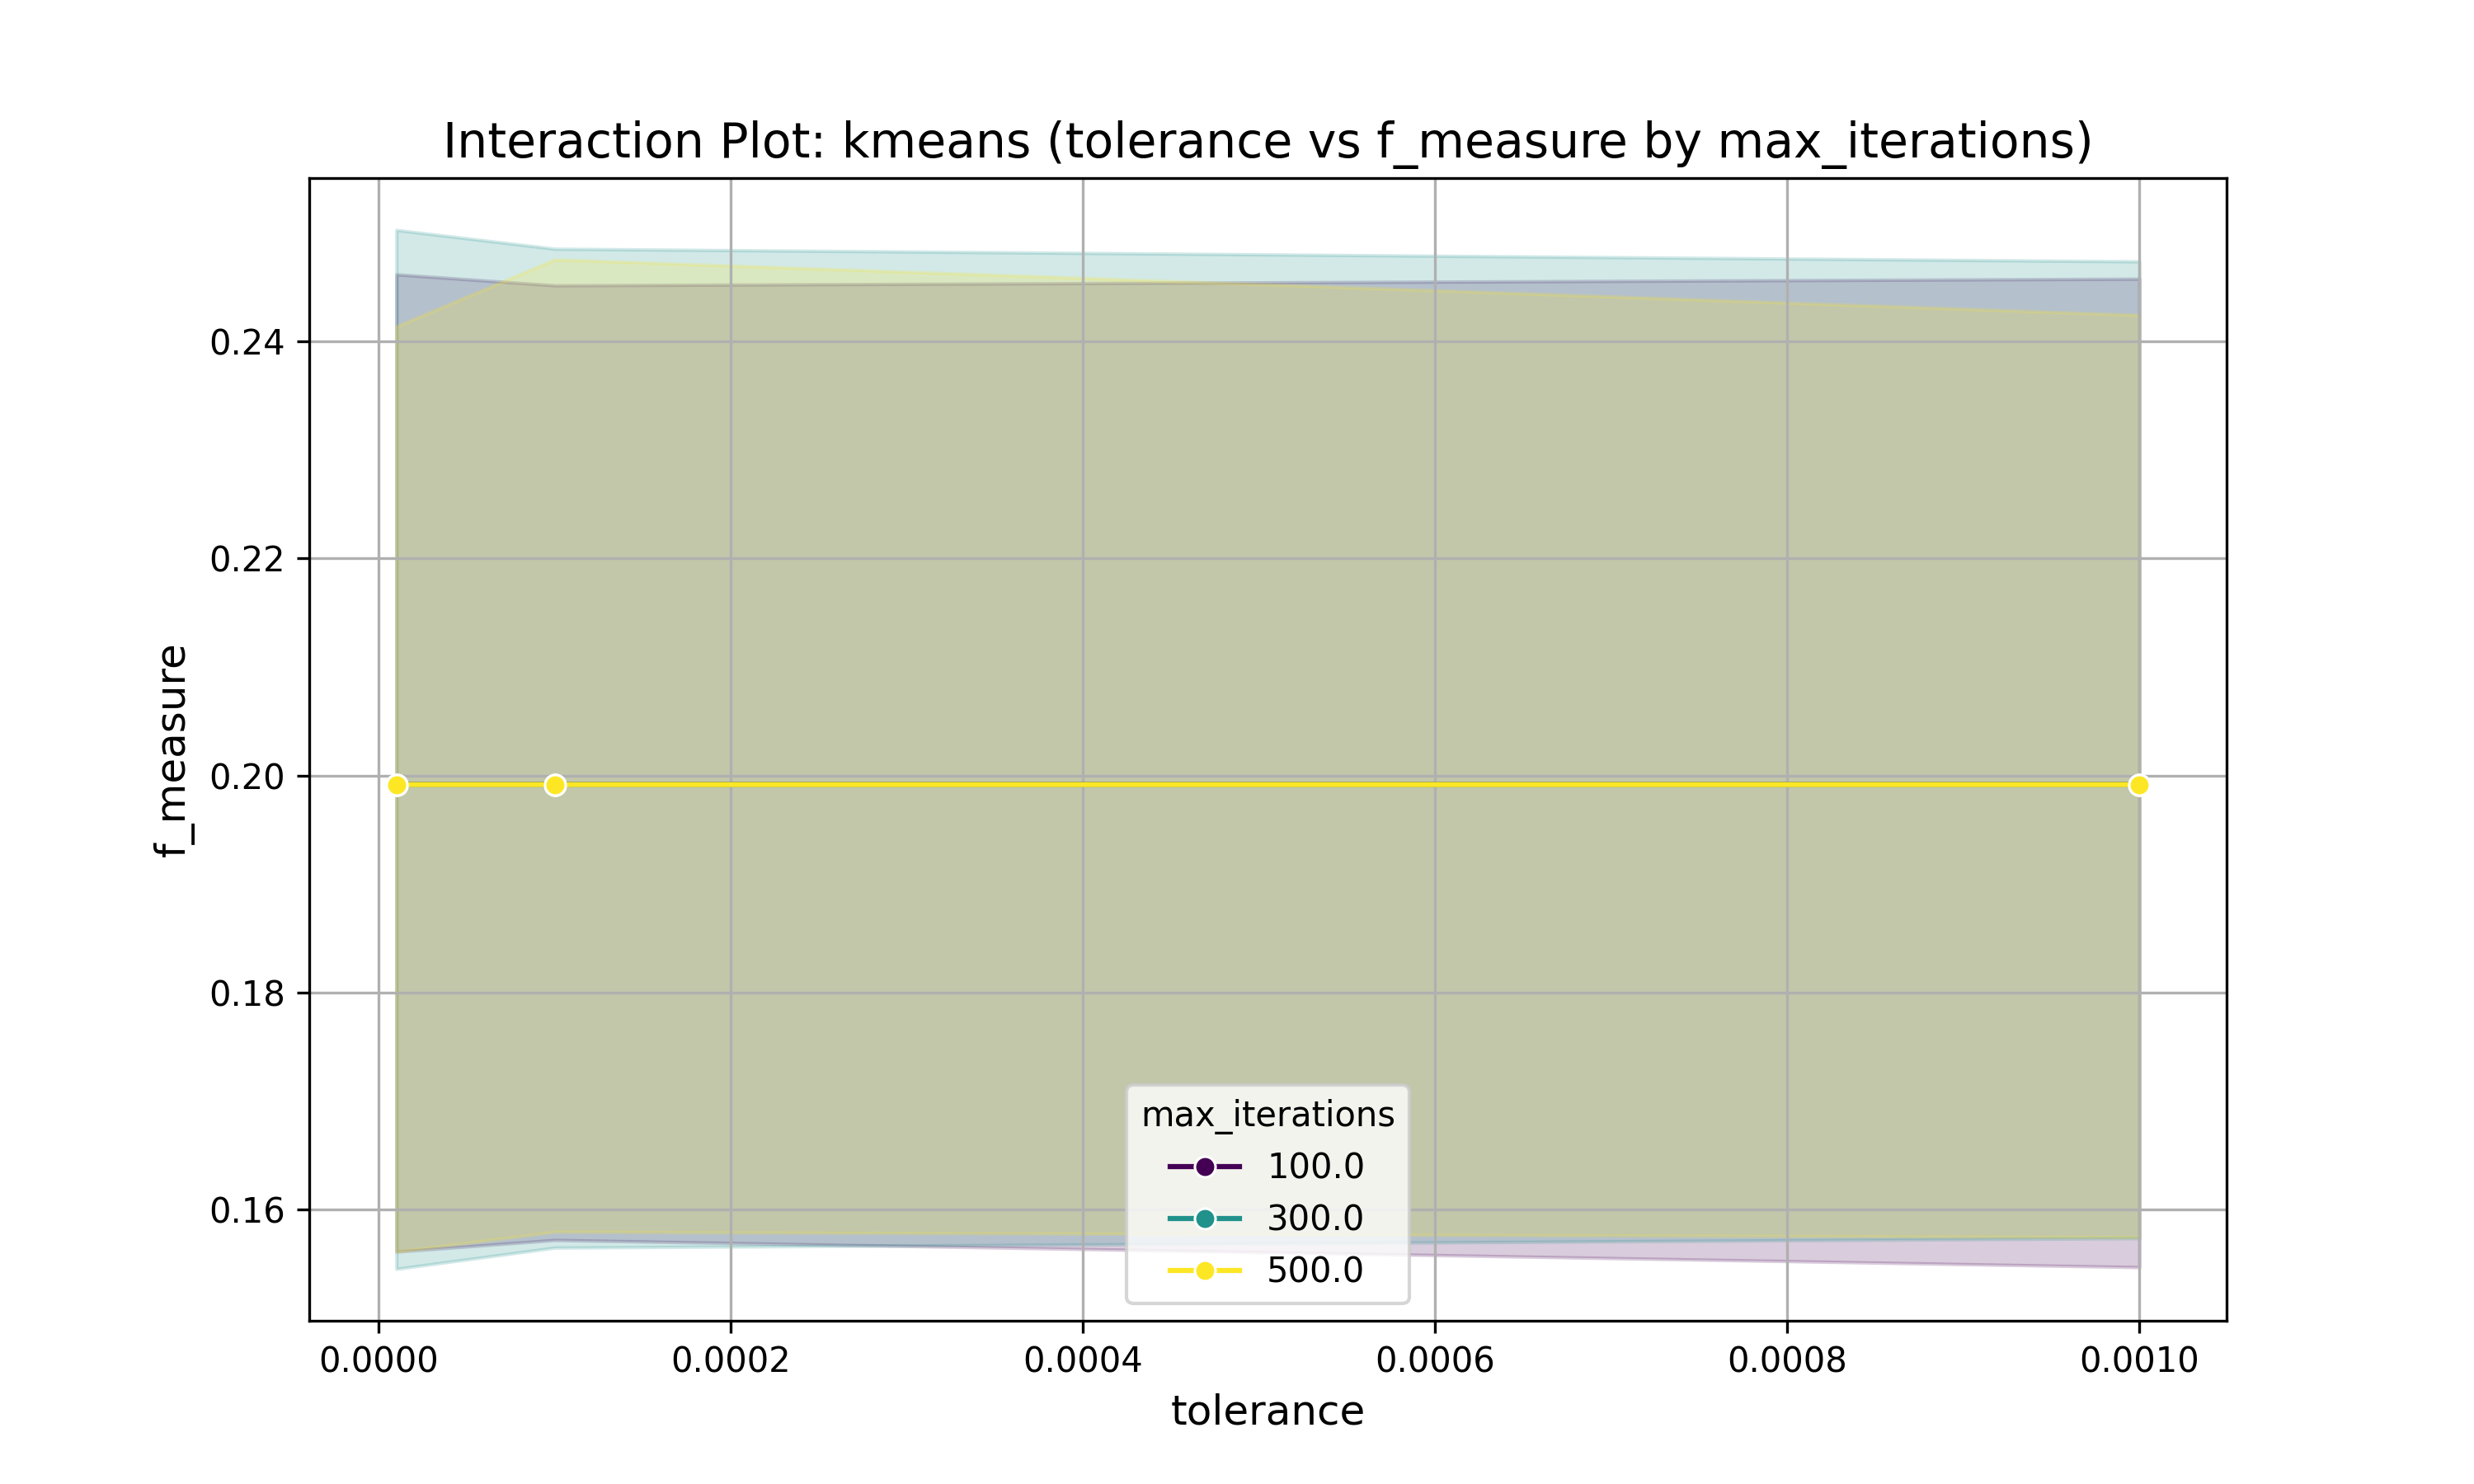 Interaction Plot: kmeans (tolerance vs f_measure by max_iterations)
f_measure
0.24
0.22
0.20
0.18
0.16
max_iterations
100.0
300.0
500.0
0.0000 0.0002 0.0004 0.0006 0.0008 0.0010
tolerance